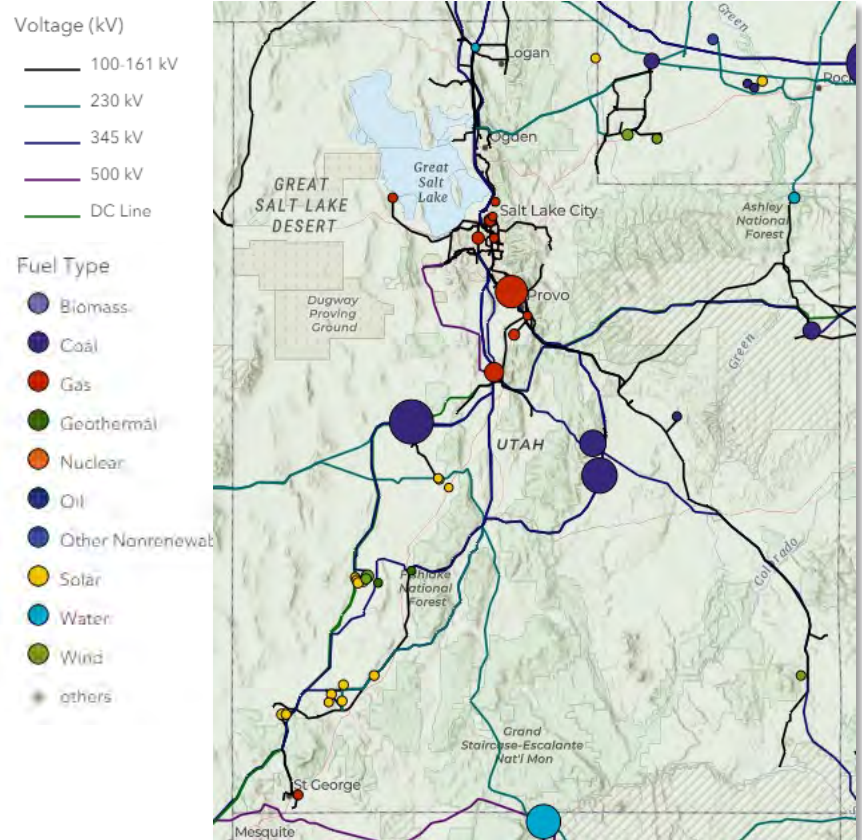 Voltage (kV)
100-161 kV
230 kV
345 kV
500 kV
DC Line
Fuel Type
Biomass
Coal
Gas
Geothermal
Nuclear
Oil
Other Nonrenewab
Solar
Water
Wind
others
Green
Logan
Rock
Ogden
Great
Salt
Lake
GREAT
SALT LAKE
DESERT
Salt Lake City
Ashley
National
Forest
Dugway
Proving
Ground
Provo
Green
UTAH
Colorado
Fishlake
National
Forest
Grand
Staircase-Escalante
Nat'l Mon
St George
Mesquite